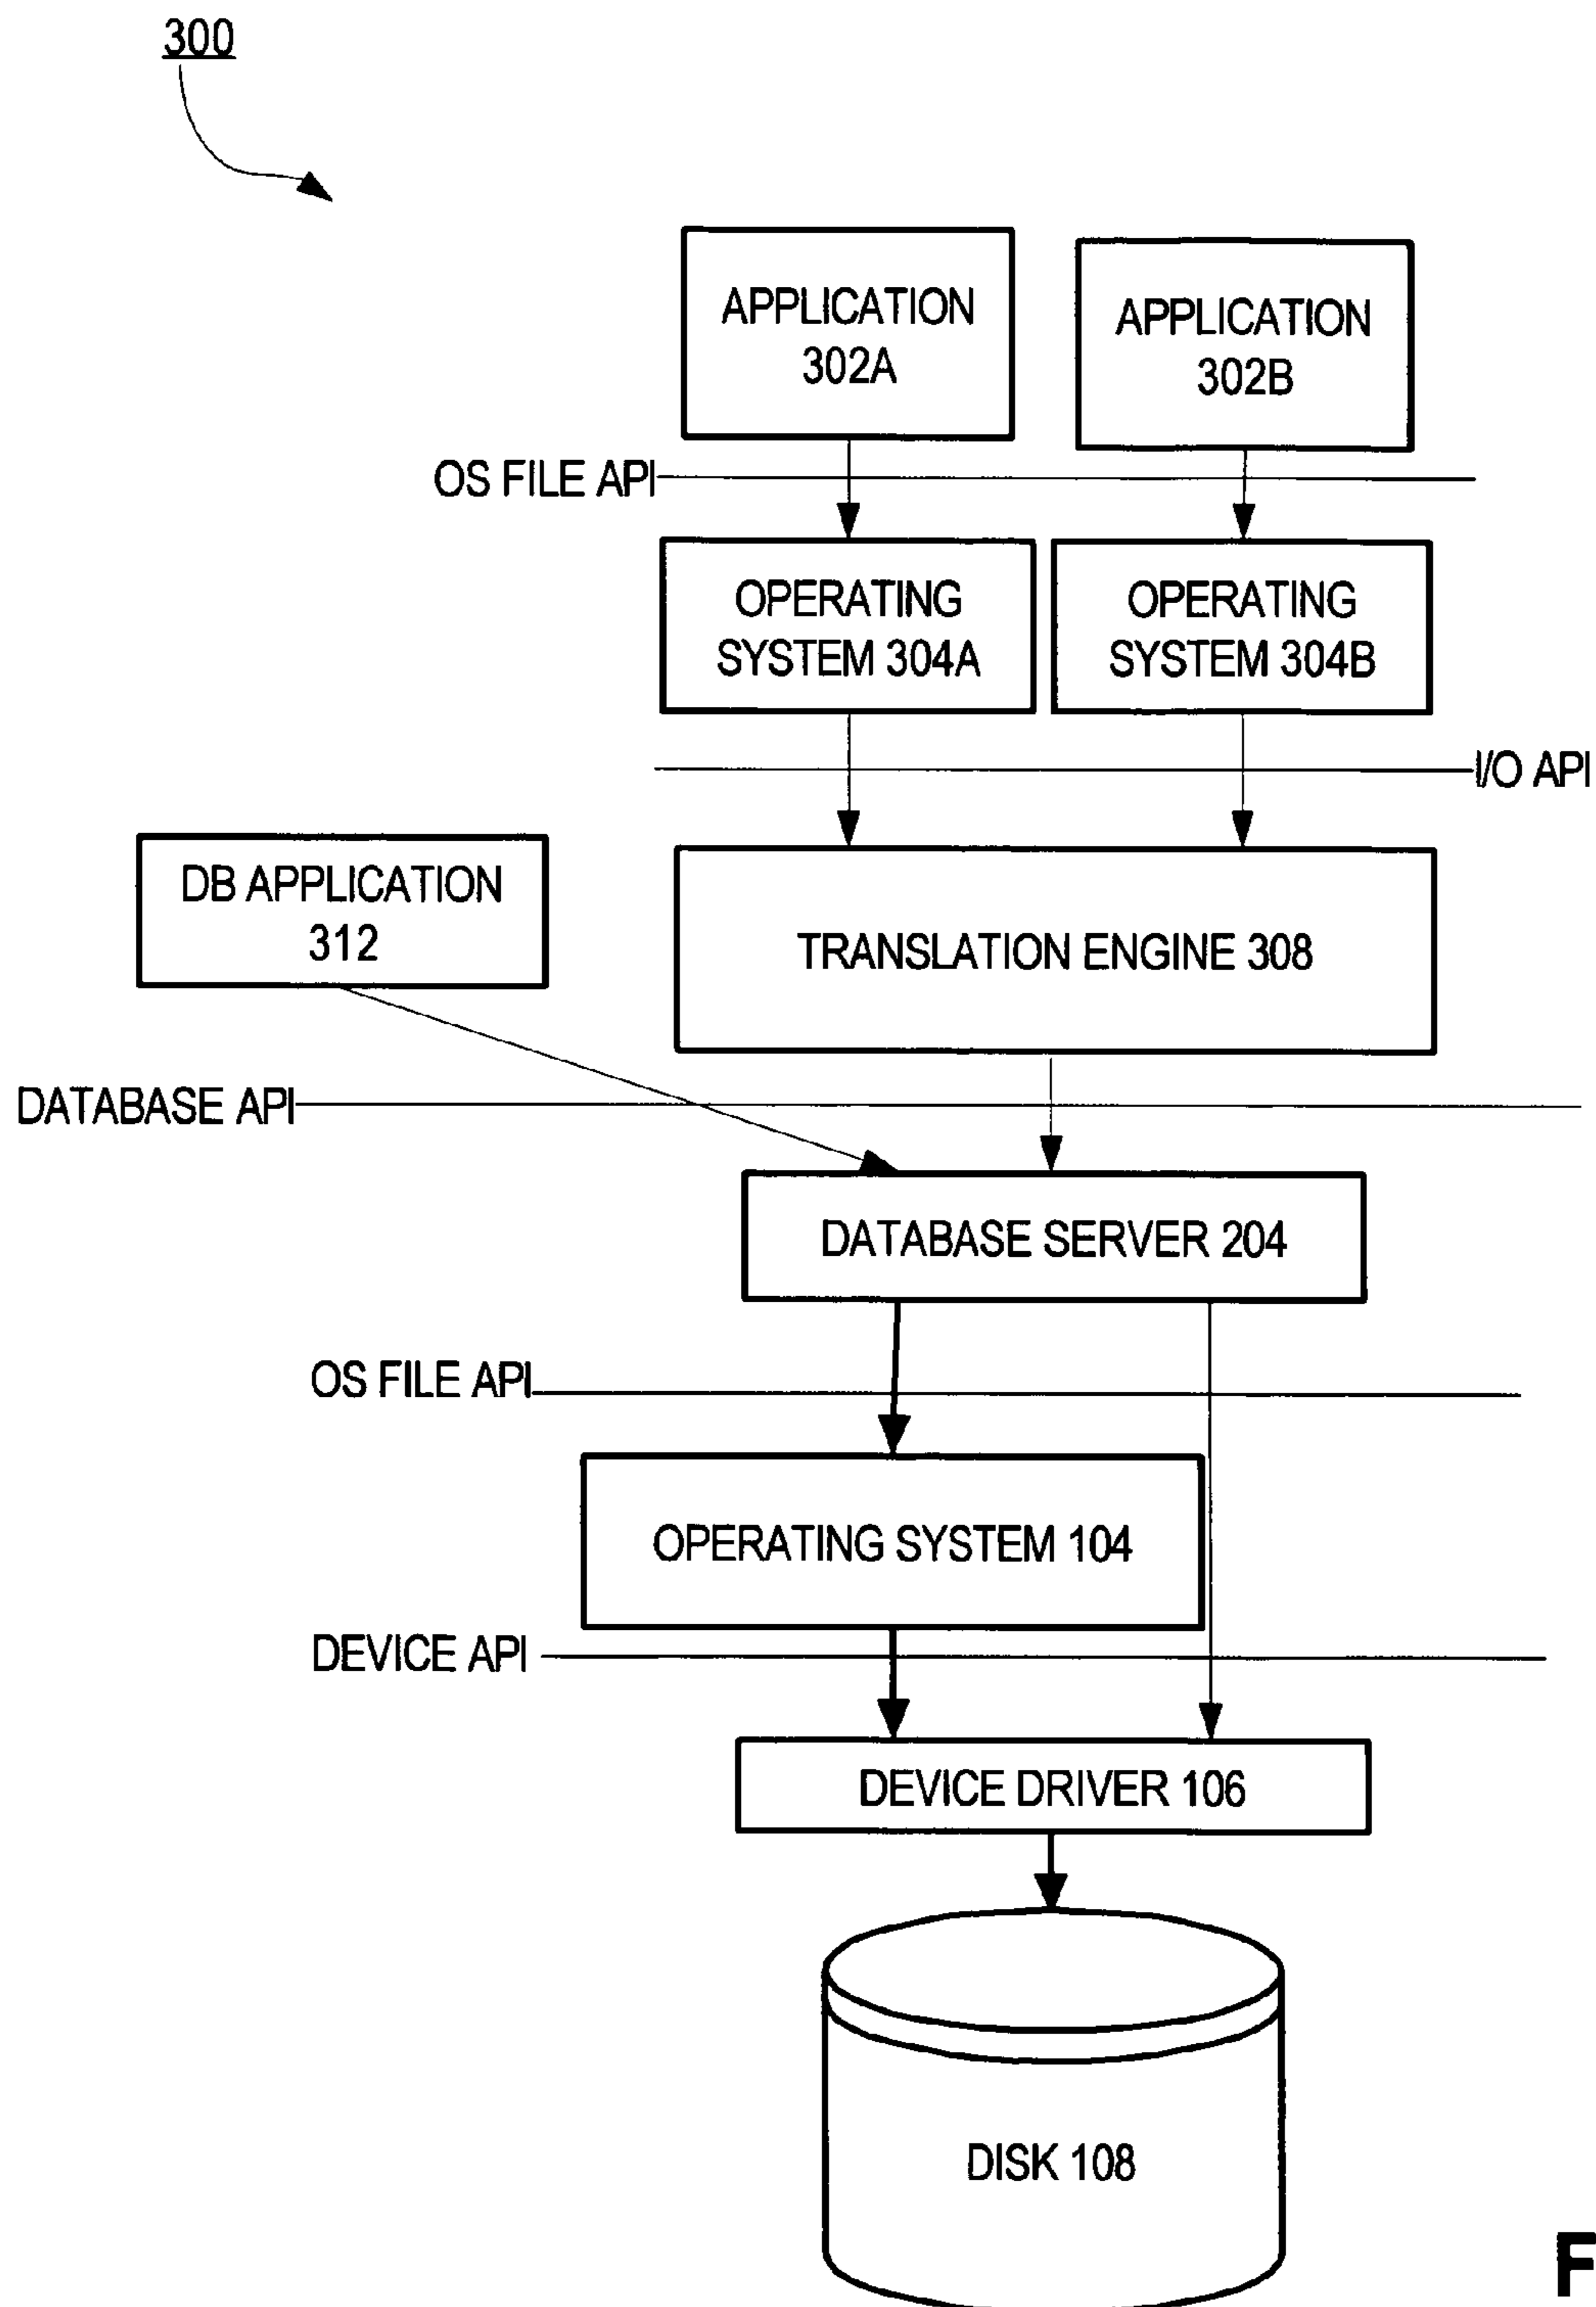 300
APPLICATION
302A
APPLICATION
302B
OS FILE API
OPERATING
SYSTEM 304A
OPERATING
SYSTEM 304B
I/O API
DB APPLICATION
312
TRANSLATION ENGINE 308
DATABASE API
DATABASE SERVER 204
OS FILE API
OPERATING SYSTEM 104
DEVICE API
DEVICE DRIVER 106
DISK 108
F